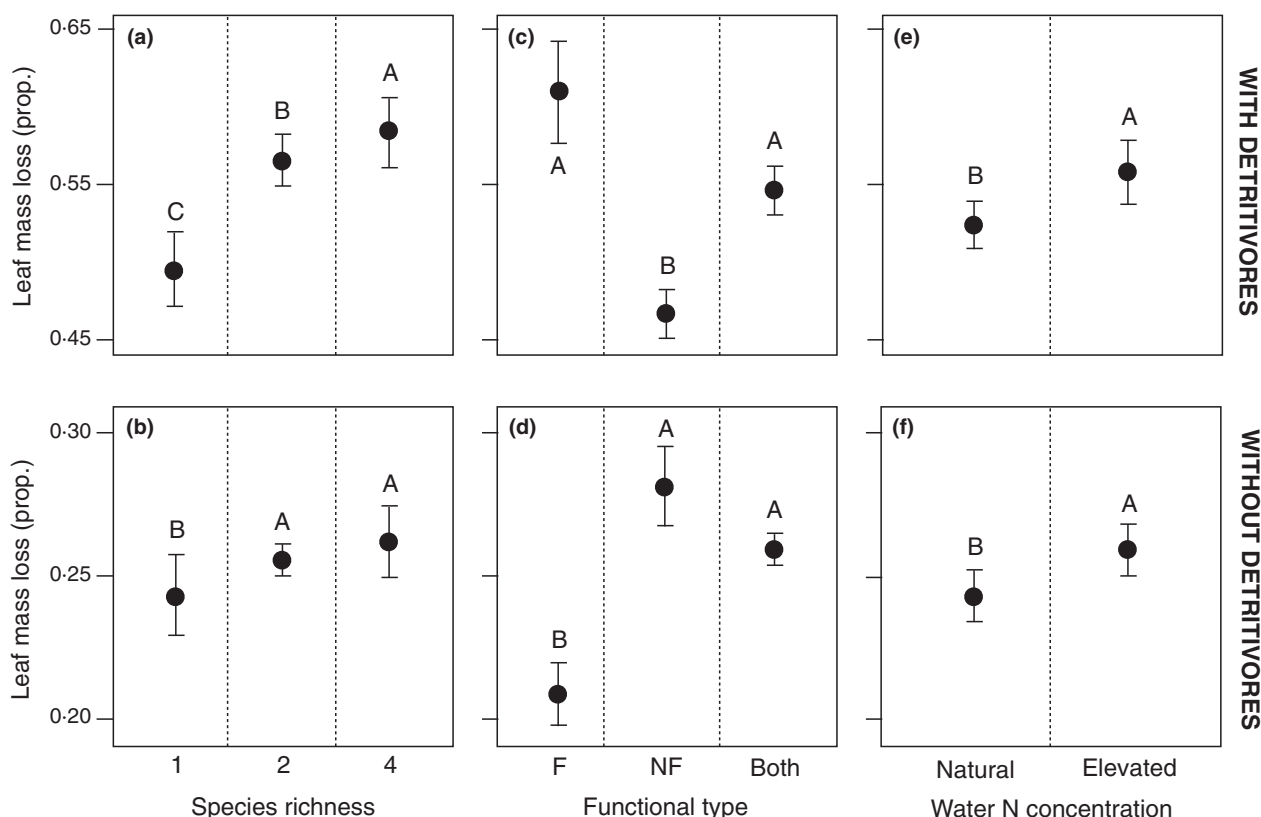 0·65
0·55
0·45
Leaf mass loss (prop.)
(a)
C
B
A
(c)
A
B
A
(e)
B
A
WITH DETRITIVORES
0·30
0·25
0·20
Leaf mass loss (prop.)
(b)
B
A
A
(d)
B
A
A
(f)
B
A
WITHOUT DETRITIVORES
1 2 4
Species richness
F NF Both
Functional type
Natural Elevated
Water N concentration